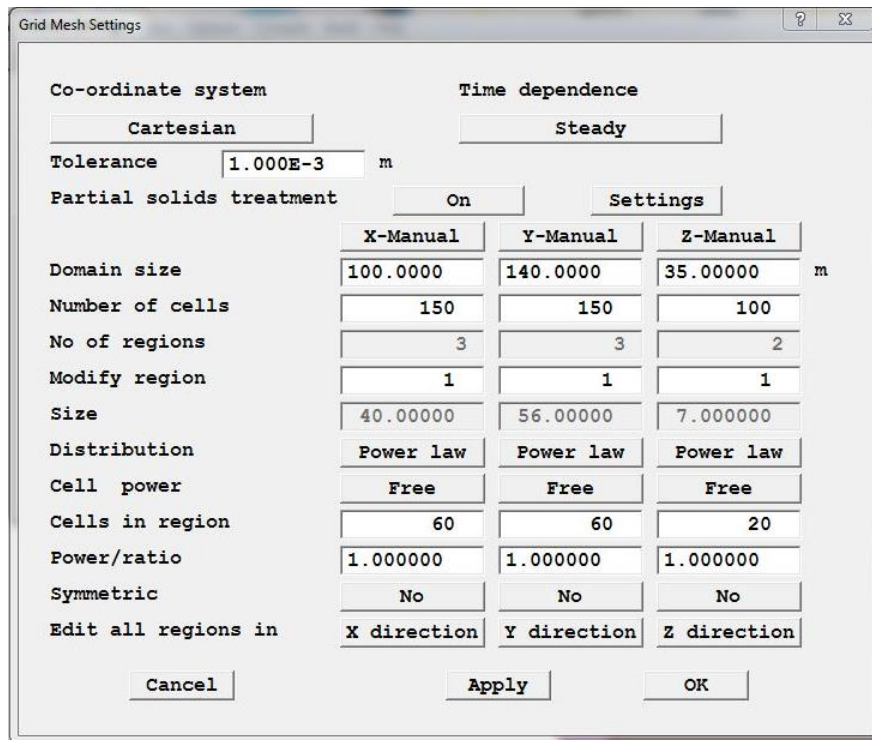 Grid Mesh Settings
Co-ordinate system Time dependence
Cartesian Steady
Tolerance 1.000E-3 m
Partial solids treatment On Settings
X-Manual Y-Manual Z-Manual
Domain size 100.0000 140.0000 35.00000 m
Number of cells 150 150 100
No of regions 3 3 2
Modify region 1 1 1
Size 40.00000 56.00000 7.000000
Distribution Power law Power law Power law
Cell power Free Free Free
Cells in region 60 60 20
Power/ratio 1.000000 1.000000 1.000000
Symmetric No No No
Edit all regions in X direction Y direction Z direction
Cancel Apply OK